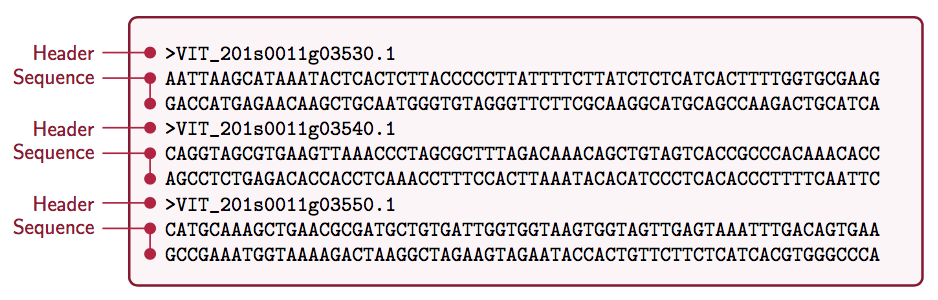 Header >VIT_201s0011g03530.1
Sequence AATTAAGCATAAATACTCACTCTTACCCCCTTATTTTCTTATCTCTCATCACTTTTGGTGCGAAG
GACCATGAGAACAAGCTGCAATGGGTGTAGGGTTCTTCGCAAGGCATGCAGCCAAGACTGCATCA
Header >VIT_201s0011g03540.1
Sequence CAGGTAGCGTGAAGTTAAACCCTAGCGCTTTAGACAAACAGCTGTAGTCACCGCCCACAAACACC
AGCCTCTGAGACACCACCTCAAACCTTTCCACTTAAATACACATCCCTCACACCCTTTTCAATTC
Header >VIT_201s0011g03550.1
Sequence CATGCAAAGCTGAACGCGATGCTGTGATTGGTGGTAAGTGGTAGTTGAGTAAATTTGACAGTGAA
GCCGAAATGGTAAAAGACTAAGGCTAGAAGTAGAATACCACTGTTCTTCTCATCACGTGGGCCCA